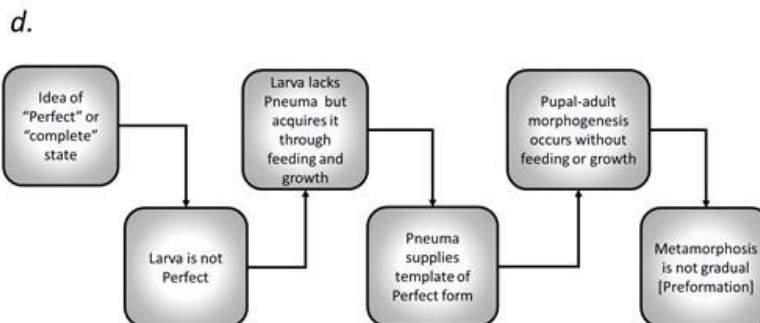 d.
Idea of
“Perfect” or
“complete”
state
Larva is not
Perfect
Larva lacks
Pneuma but
acquires it
through
feeding and
growth
Pneuma
supplies
template of
Perfect form
Pupal-adult
morphogenesis
occurs without
feeding or growth
Metamorphosis
is not gradual
[Preformation]